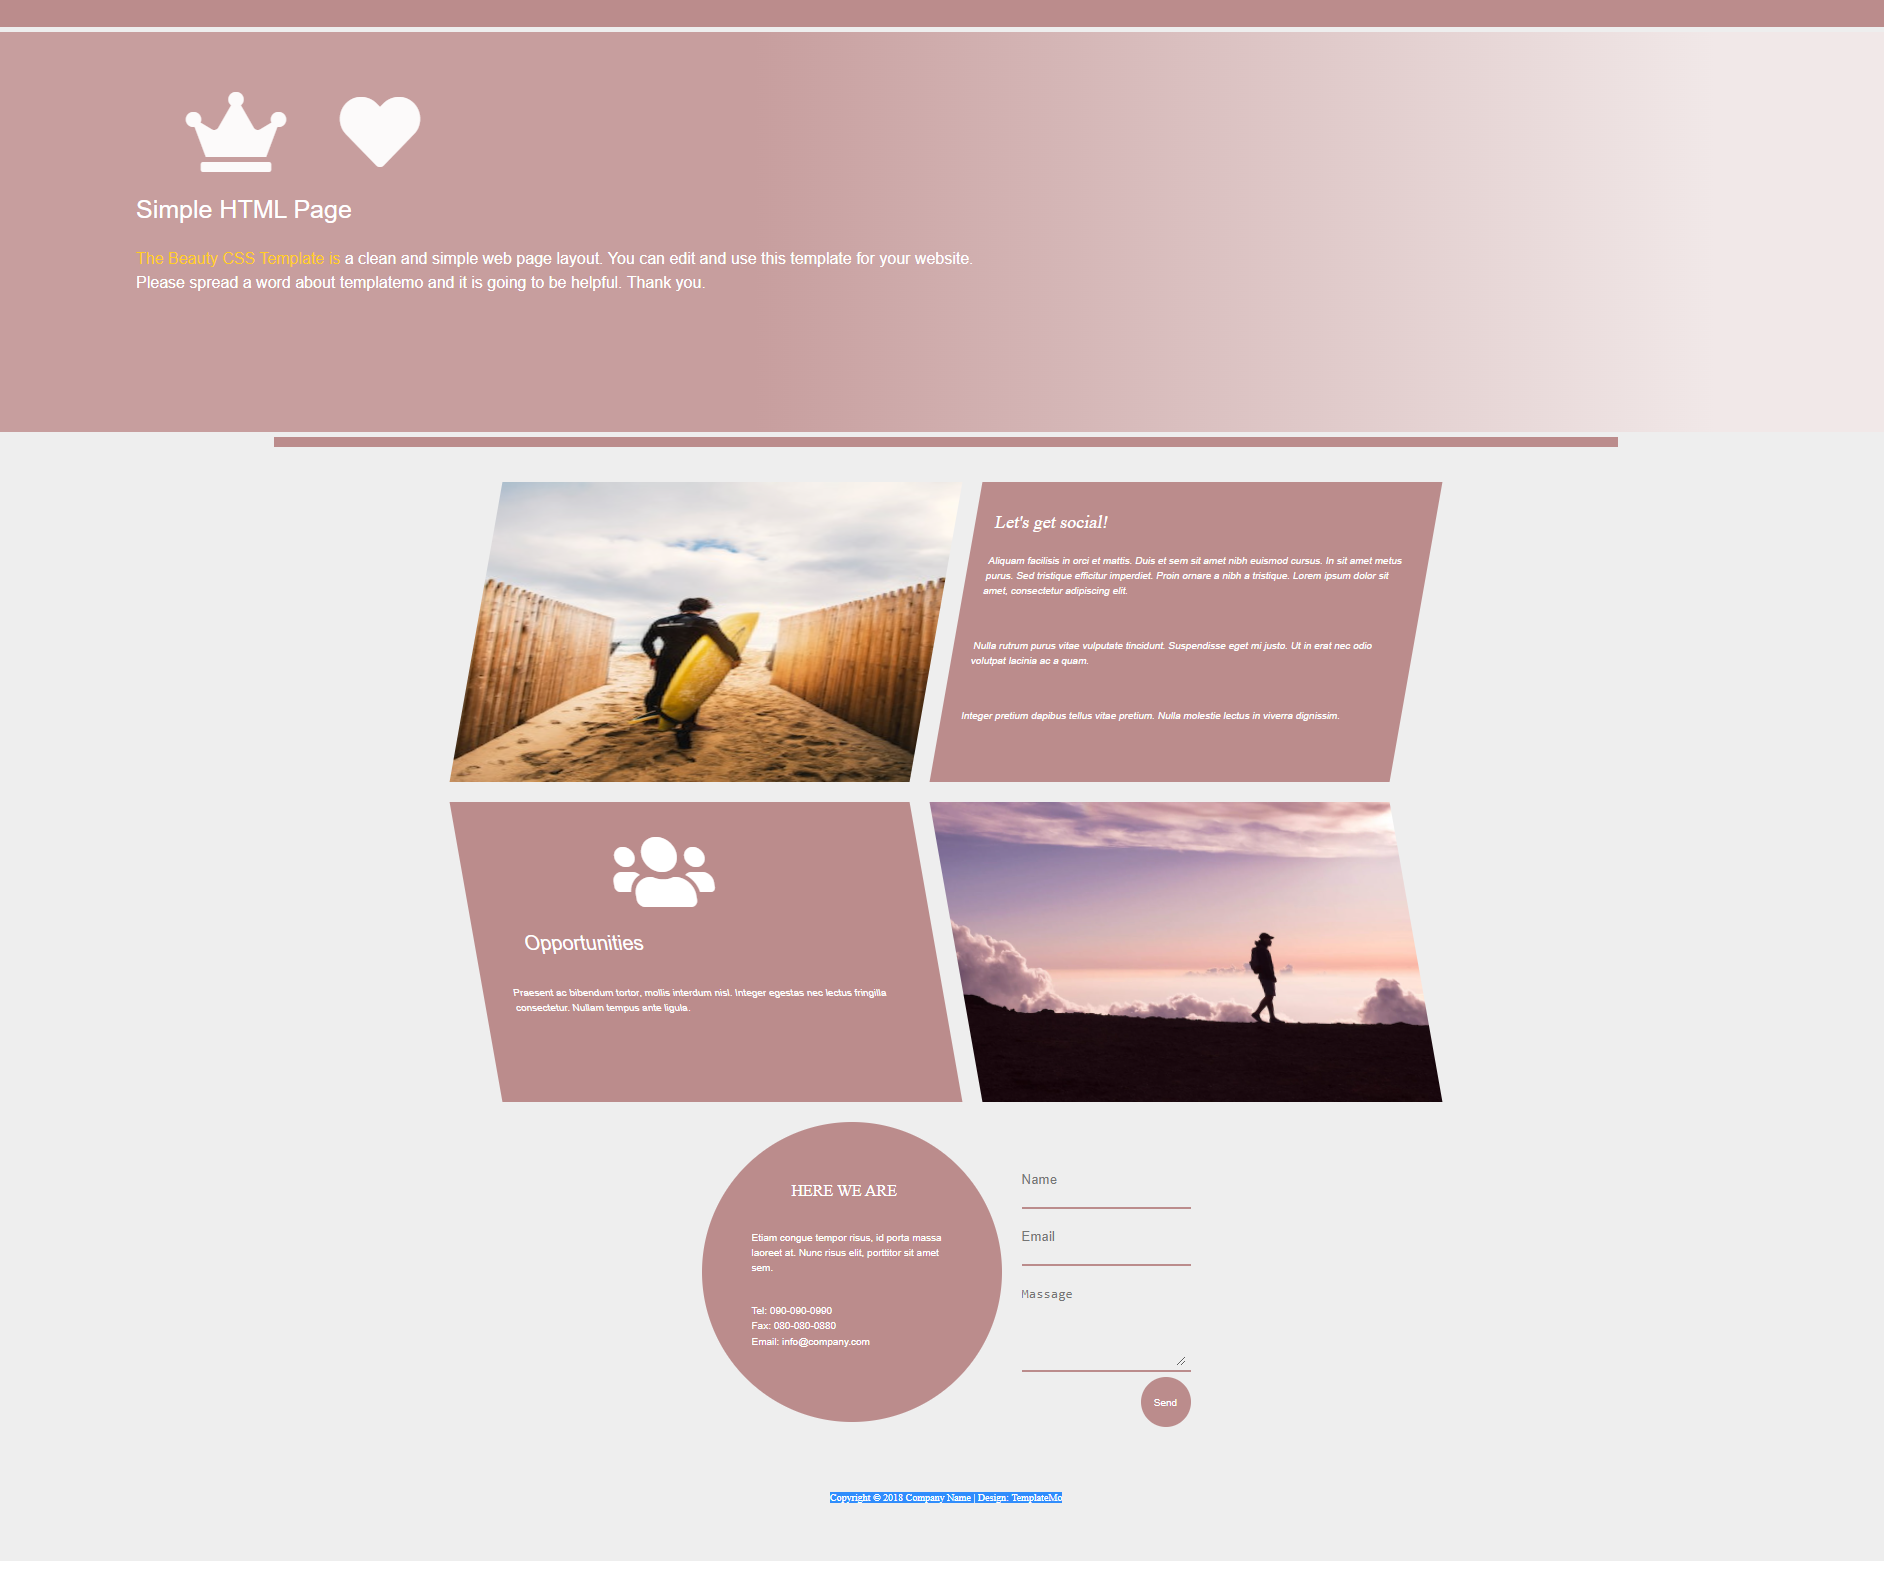 Simple HTML Page
The Beauty CSS Template is a clean and simple web page layout. You can edit and use this template for your website.
Please spread a word about templatemo and it is going to be helpful. Thank you.
Let's get social!
Aliquam facilisis in orci et mattis. Duis et sem sit amet nibh euismod cursus. In sit amet metus
purus. Sed tristique efficitur imperdiet. Proin ornare a nibh a tristique. Lorem ipsum dolor sit
amet, consectetur adipiscing elit.
Nulla rutrum purus vitae vulputate tincidunt. Suspendisse eget mi justo. Ut in erat nec odio
volutpat lacinia ac a quam.
Integer pretium dapibus tellus vitae pretium. Nulla molestie lectus in viverra dignissim.
Opportunities
Praesent ac bibendum tortor, mollis interdum nisl. Integer egestas nec lectus fringilla
consectetur. Nullam tempus ante ligula.
HERE WE ARE
Etiam congue tempor risus, id porta massa
laoreet at. Nunc risus elit, porttitor sit amet
sem.
Tel: 090-090-0990
Fax: 080-080-0880
Email: info@company.com
Name
Email
Massage
Send
Copyright © 2018 Company Name | Design: TemplateMo